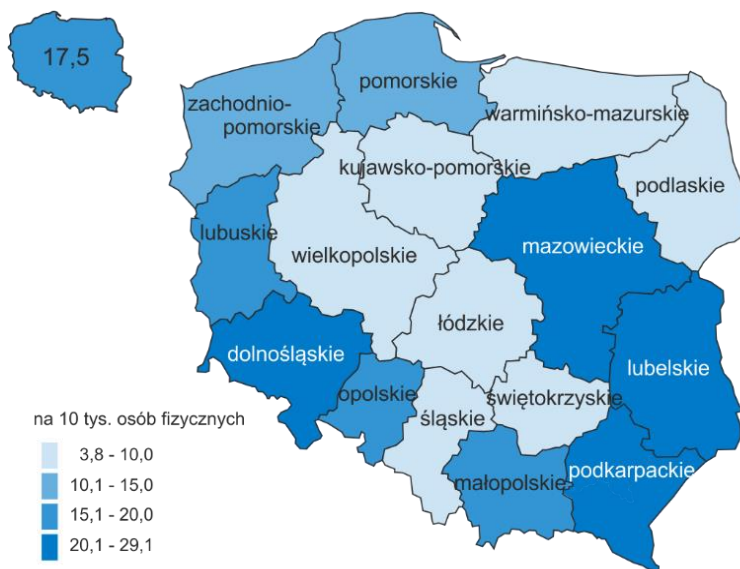 17,5
pomorskie
zachodnio-
pomorskie
warmińsko-mazurskie
kujawsko-pomorskie
podlaskie
lubuskie
wielkopolskie
mazowieckie
łódzkie
dolnośląskie
lubelskie
opolskie
śląskie
świętokrzyskie
małopolskie
podkarpackie
na 10 tys. osób fizycznych
3,8 - 10,0
10,1 - 15,0
15,1 - 20,0
20,1 - 29,1